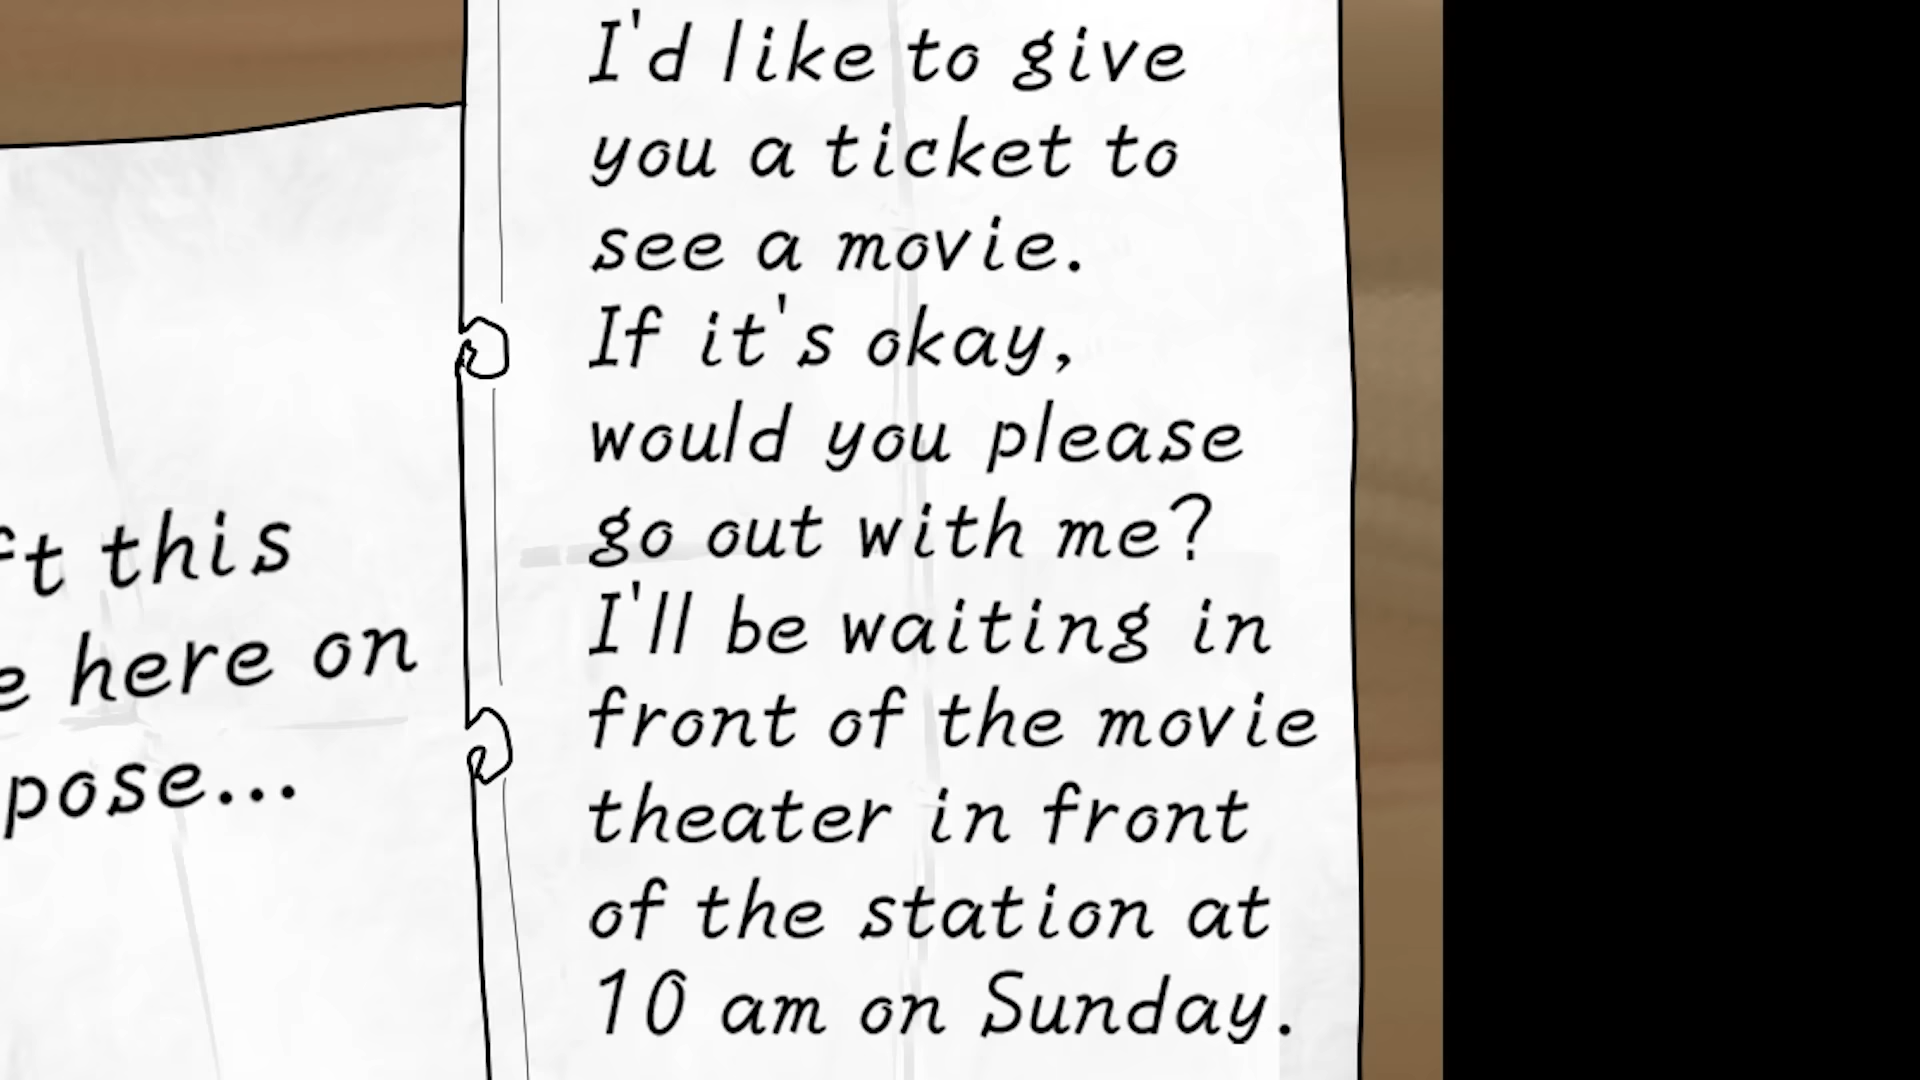 this
here on
pose...
I'd like to give
you a ticket to
see a movie.
If it's okay,
would you please
go out with me?
I'll be waiting in
front of the movie
theater in front
of the station at
10 am on Sunday.